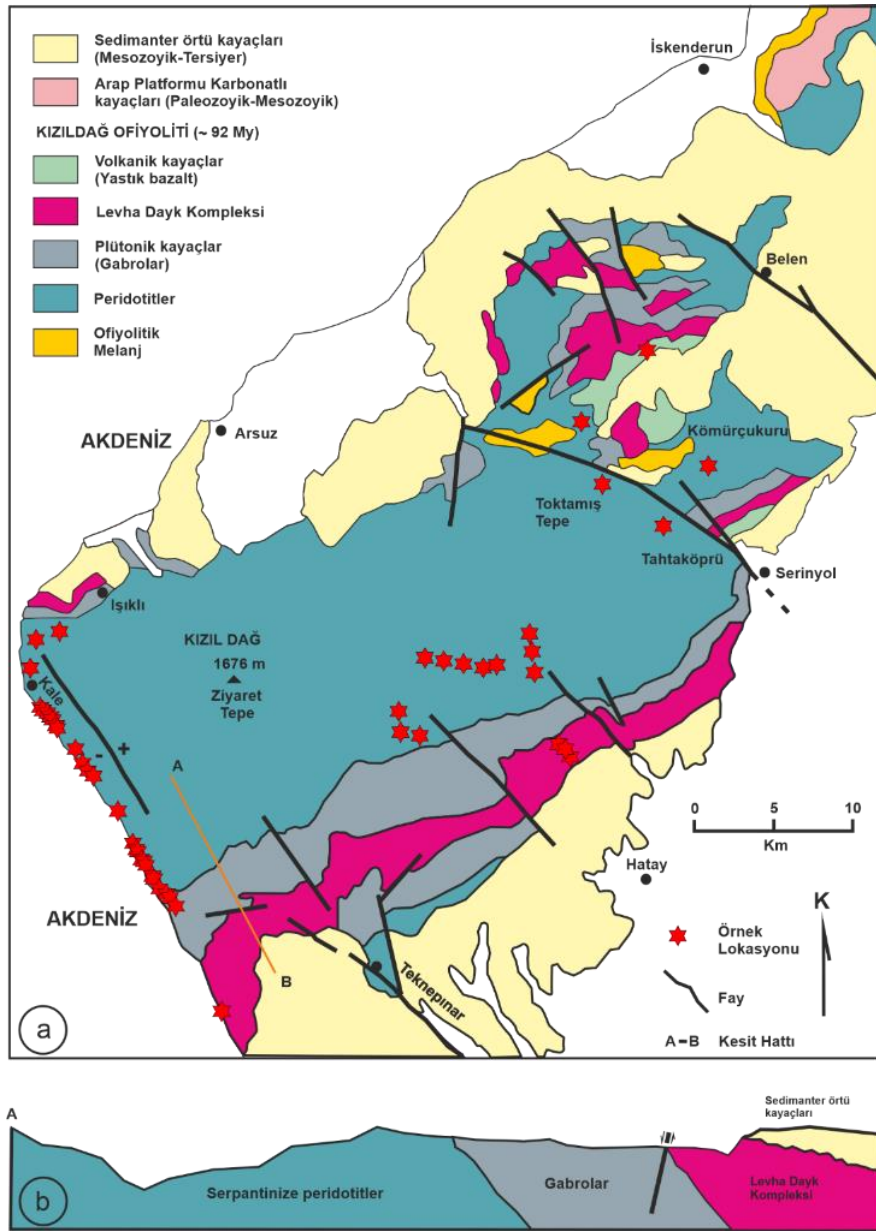 Sedimanter örtü kayaçları
(Mesozoyik-Tersiyer)
Arap Platformu Karbonatlı
kayaçları (Paleozoyik-Mesozoyik)
KIZILDAĞ OFİYOLİTİ (~ 92 My)
Volkanik kayaçlar
(Yastık bazalt)
Levha Dayk Kompleksi
Plütonik kayaçlar
(Gabrolar)
Peridotitler
Ofiyolitik
Melanj
İskenderun
Belen
AKDENİZ
Arsuz
Kömürçukuru
Toktamış
Tepe
Tahtaköprü
Serinyol
Işıklı
KIZIL DAĞ
1676 m
Ziyaret
Tepe
Kale
- +
A
B
AKDENİZ
Teknepınar
Hatay
0 5 10
Km
K
Örnek
Lokasyonu
Fay
A-B Kesit Hattı
a
A
Sedimanter örtü
kayaçları
Serpantinize peridotitler
Gabrolar
Levha Dayk
Kompleksi
b